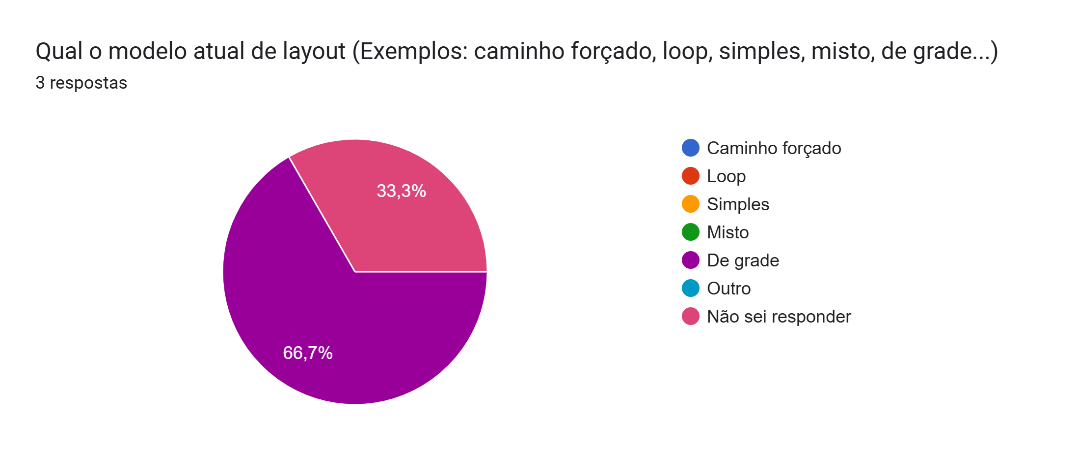 Qual o modelo atual de layout (Exemplos: caminho forçado, loop, simples, misto, de grade...)
3 respostas
33,3%
66,7%
Caminho forçado
Loop
Simples
Misto
De grade
Outro
Não sei responder